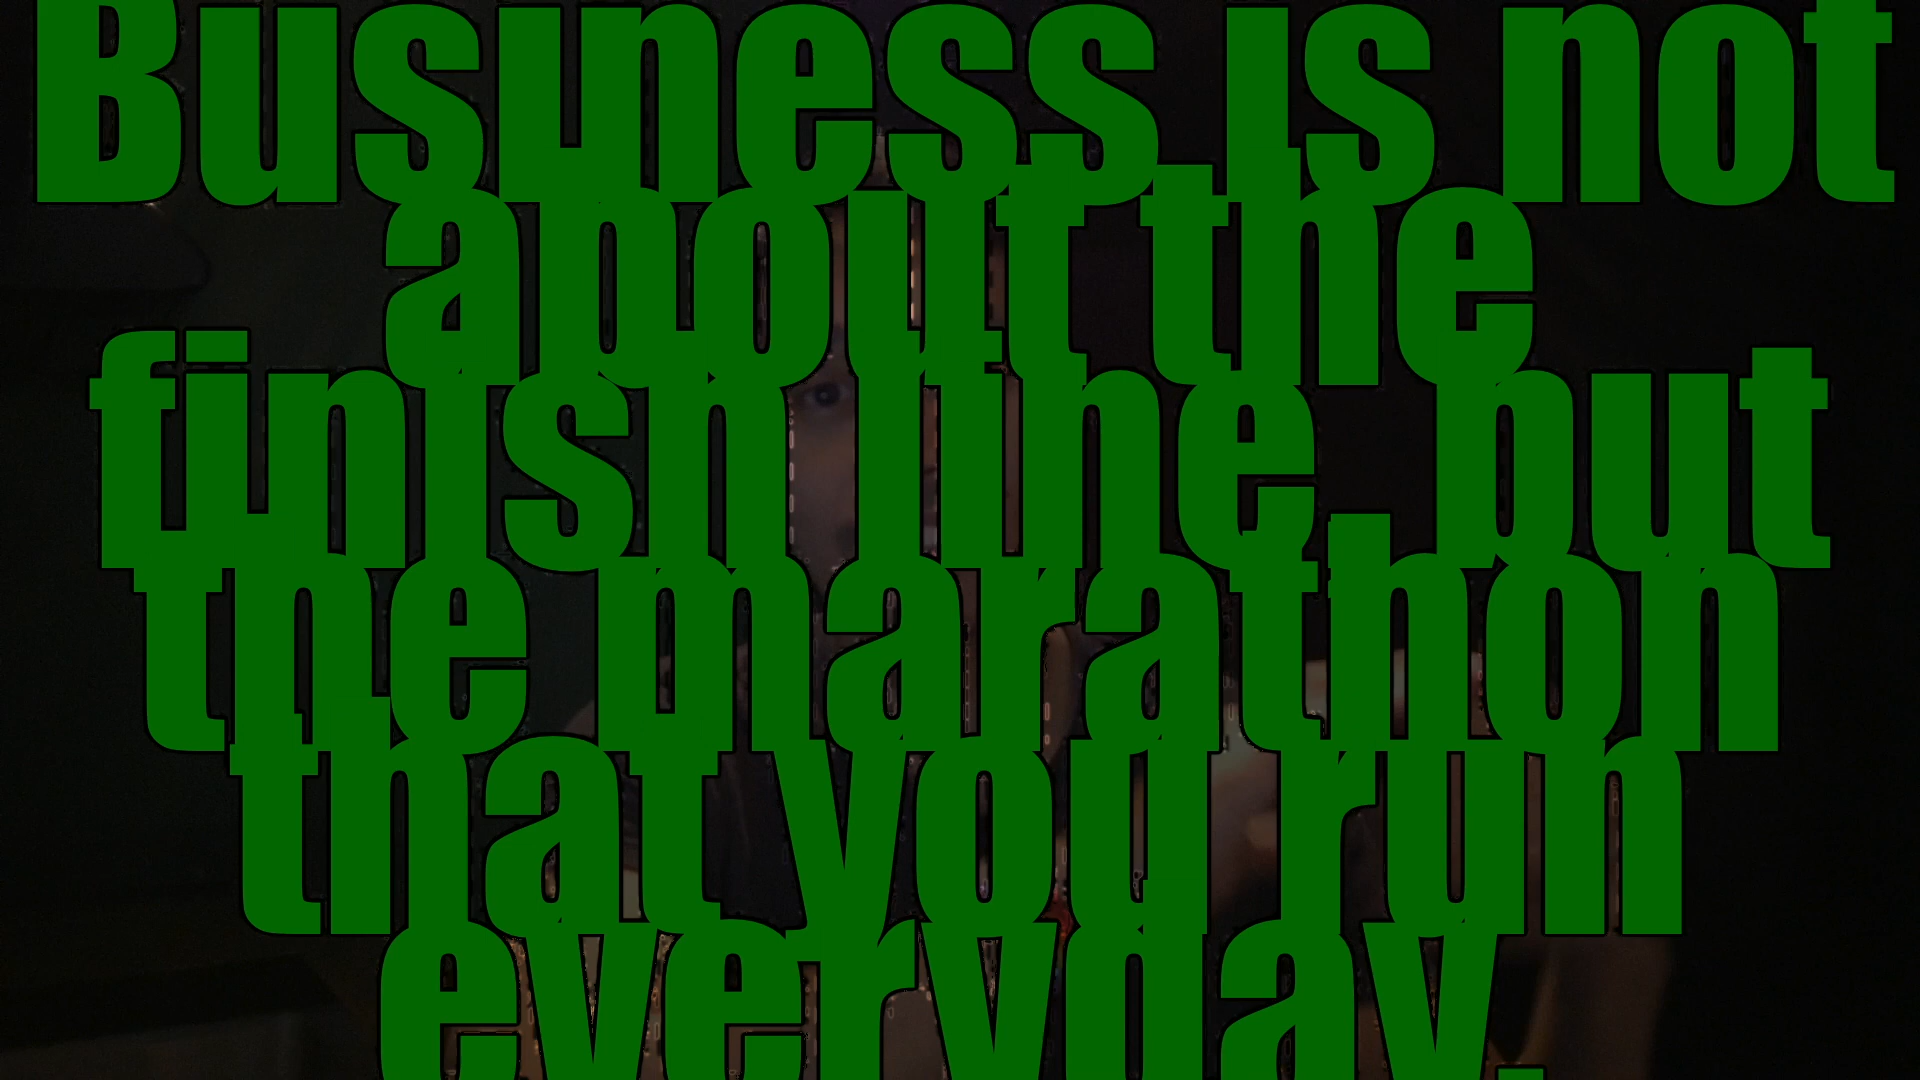 Business is not
about the
finish line, but
the marathon
that you run
everyday.